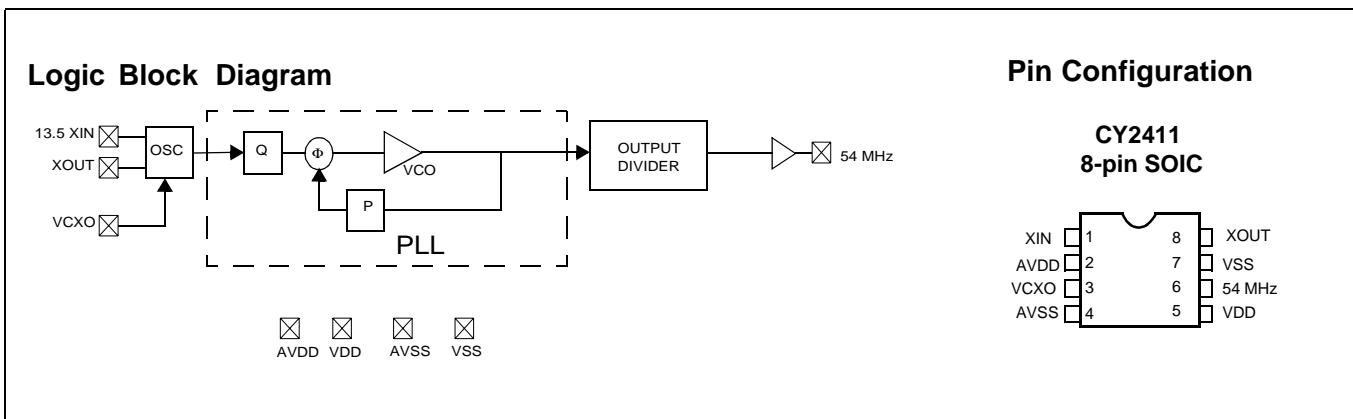 Logic Block Diagram
13.5 XIN
XOUT
VCXO
OSC
Q
Φ
VCO
P
PLL
OUTPUT
DIVIDER
54 MHz
AVDD VDD AVSS VSS
Pin Configuration
CY2411
8-pin SOIC
XIN 1 8 XOUT
AVDD 2 7 VSS
VCXO 3 6 54 MHz
AVSS 4 5 VDD